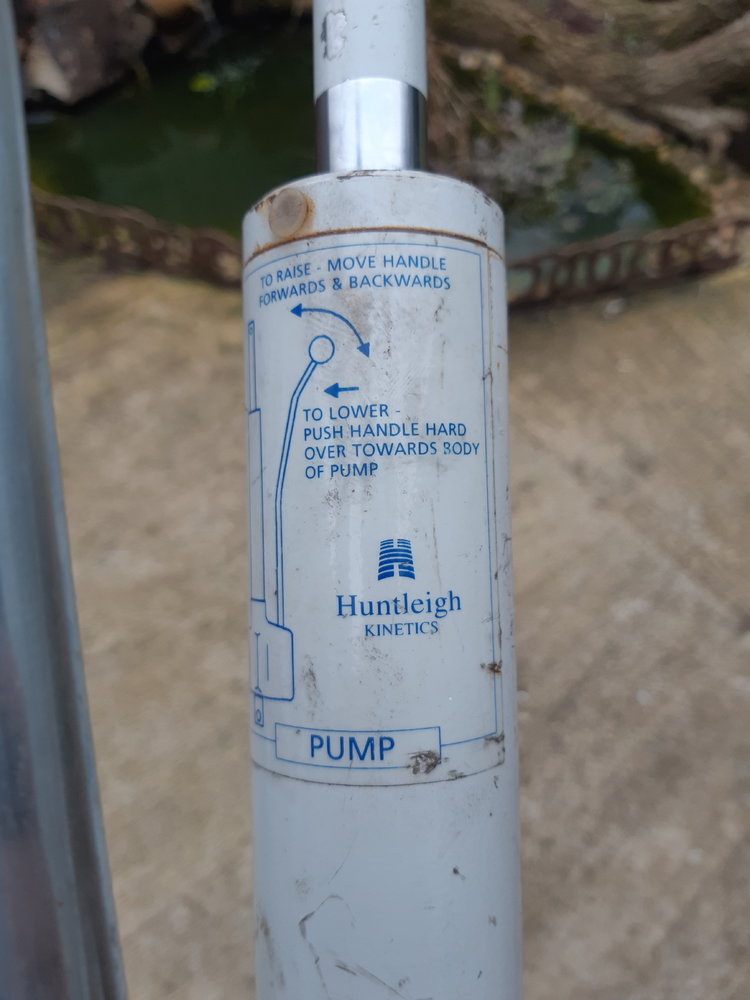 TO RAISE - MOVE HANDLE
FORWARDS & BACKWARDS
TO LOWER -
PUSH HANDLE HARD
OVER TOWARDS BODY
OF PUMP
Huntleigh
KINETICS
PUMP